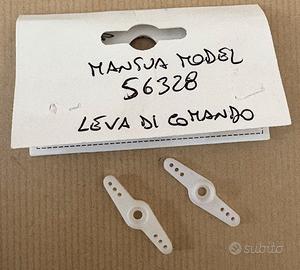 MANTUA MODEL
56328
LEVA DI COMANDO
subito